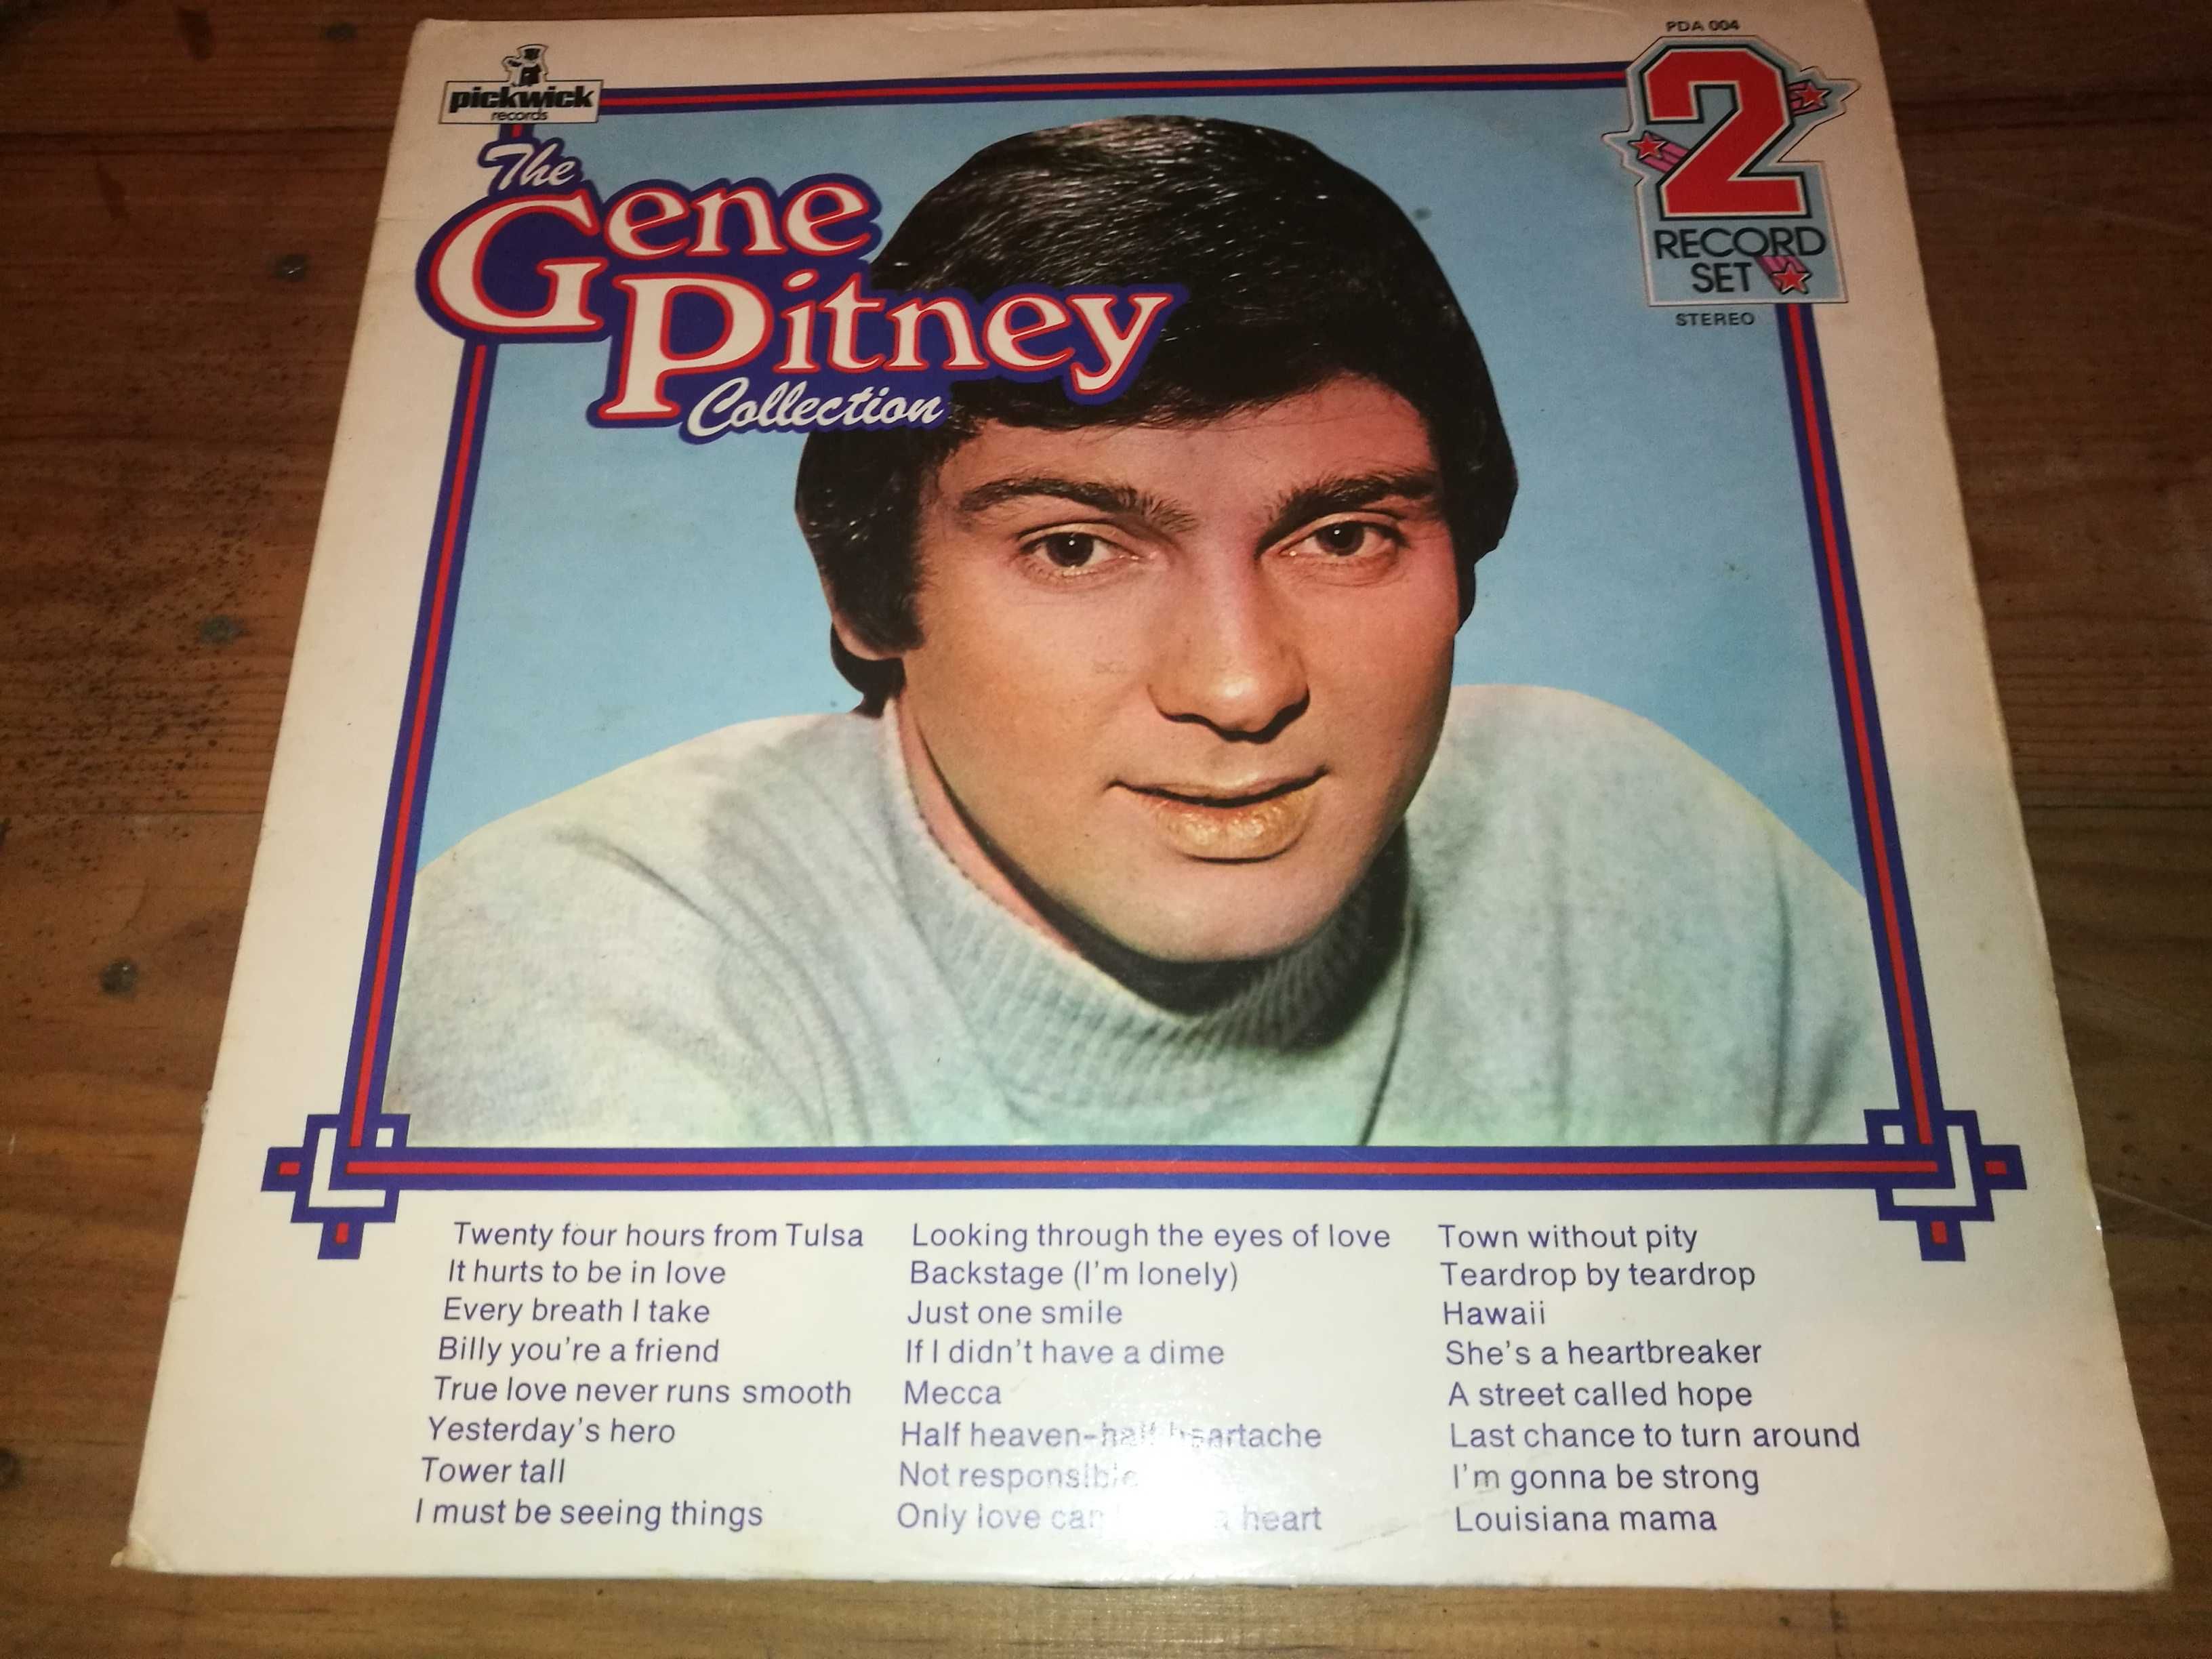 PDA 004
pickwick
records
2
RECORD
SET
STEREO
The
Gene
Pitney
Collection
Twenty four hours from Tulsa
It hurts to be in love
Every breath I take
Billy you're a friend
True love never runs smooth
Yesterday's hero
Tower tall
I must be seeing things
Looking through the eyes of love
Backstage (I'm lonely)
Just one smile
If I didn't have a dime
Mecca
Half heaven-half heartache
Not responsible
Only love can a heart
Town without pity
Teardrop by teardrop
Hawaii
She's a heartbreaker
A street called hope
Last chance to turn around
I'm gonna be strong
Louisiana mama